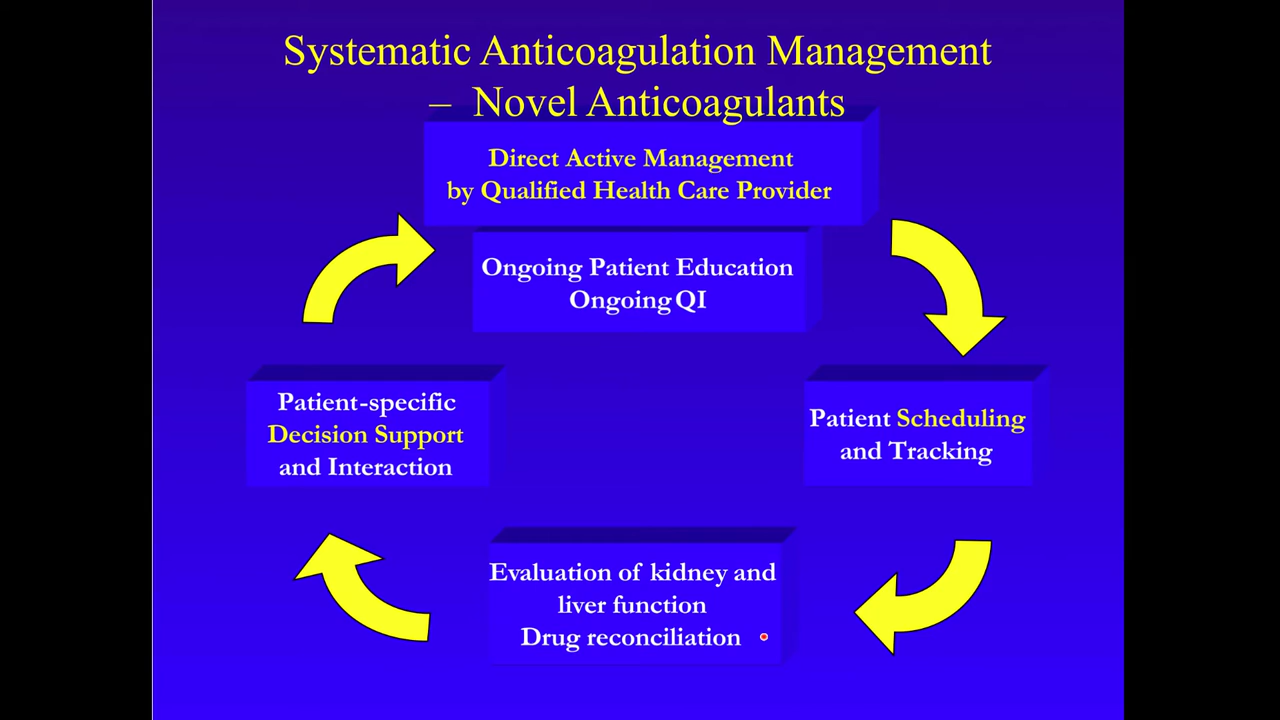 Systematic Anticoagulation Management
– Novel Anticoagulants
Direct Active Management
by Qualified Health Care Provider
Ongoing Patient Education
Ongoing QI
Patient-specific
Decision Support
and Interaction
Patient Scheduling
and Tracking
Evaluation of kidney and
liver function
Drug reconciliation